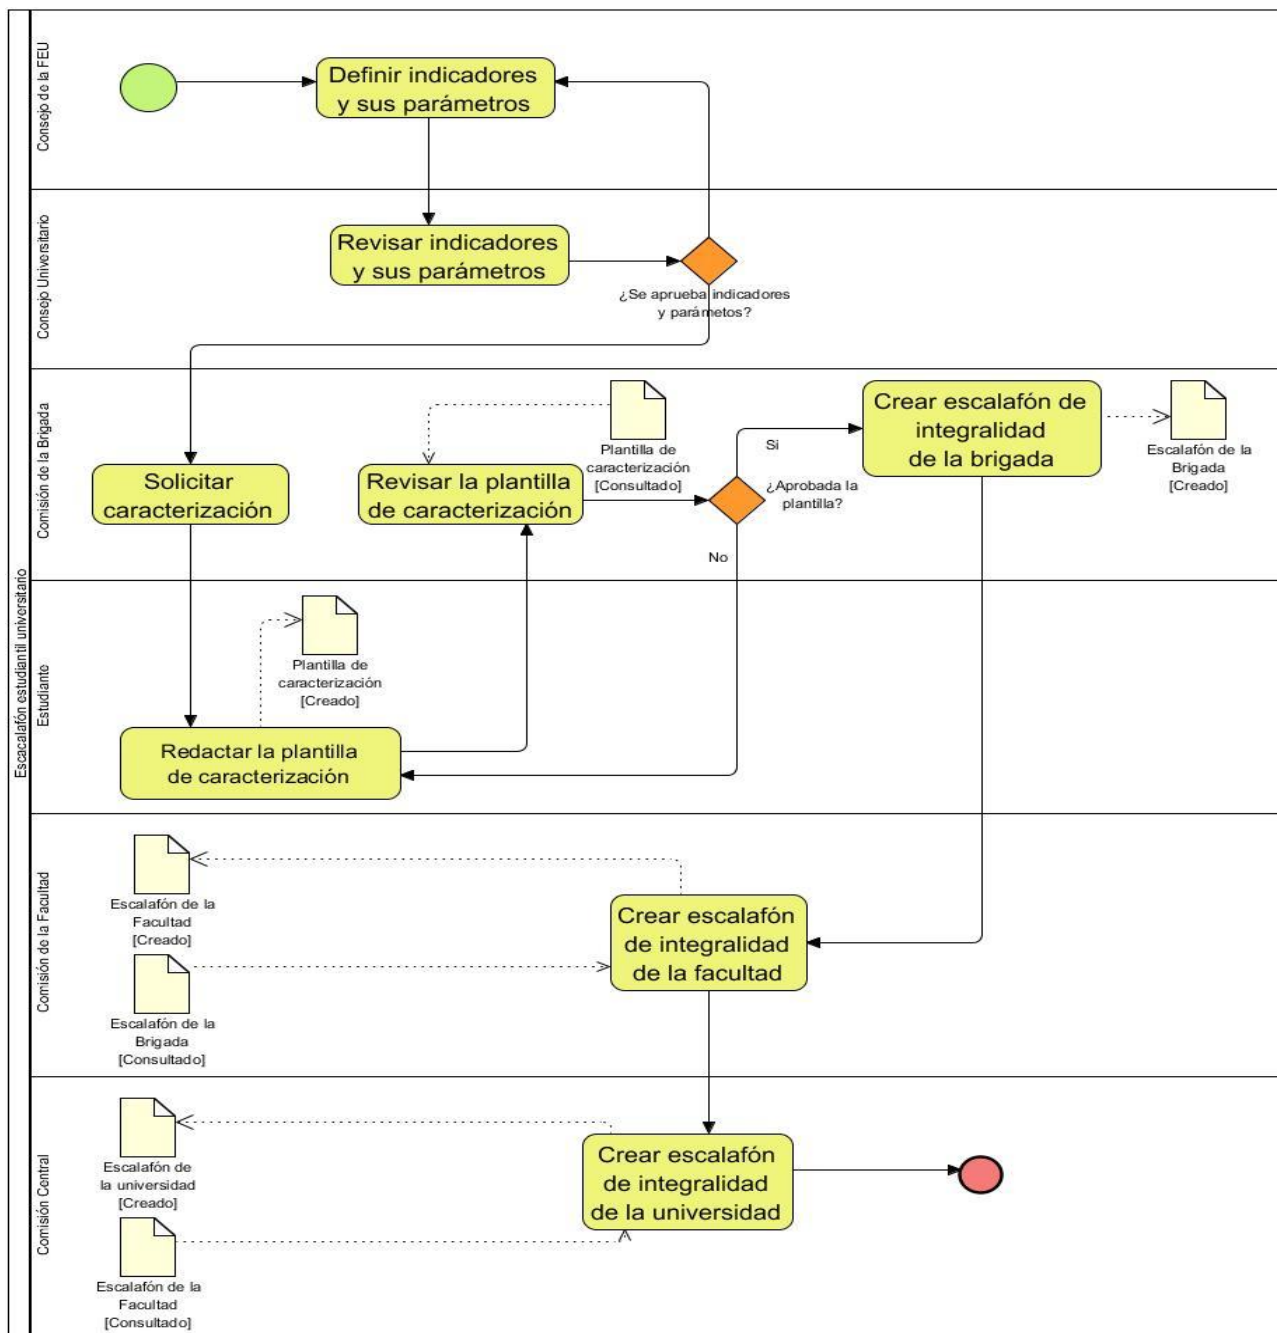 Escacalafón estudiantil universitario
Consejo de la FEU
Definir indicadores
y sus parámetros
Consejo Universitario
Revisar indicadores
y sus parámetros
¿Se aprueba indicadores
y parámetos?
Comisión de la Brigada
Solicitar
caracterización
Revisar la plantilla
de caracterización
Plantilla de
caracterización
[Consultado]
Si
¿Aprobada la
plantilla?
No
Crear escalafón de
integralidad
de la brigada
Escalafón de la
Brigada
[Creado]
Estudiante
Plantilla de
caracterización
[Creado]
Redactar la plantilla
de caracterización
Comisión de la Facultad
Escalafón de la
Facultad
[Creado]
Escalafón de la
Brigada
[Consultado]
Crear escalafón
de integralidad
de la facultad
Comisión Central
Escalafón de
la universidad
[Creado]
Escalafón de la
Facultad
[Consultado]
Crear escalafón
de integralidad
de la universidad